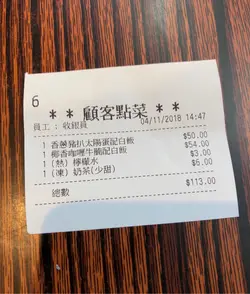 6
* * 顧客點菜 * *
員工 : 收銀員 04/11/2018 14:47
1 香蔥豬扒太陽蛋配白飯 $50.00
1 椰香咖喱牛腩配白飯 $54.00
1 (熱) 檸檬水 $3.00
1 (凍) 奶茶(少甜) $6.00
總數 $113.00